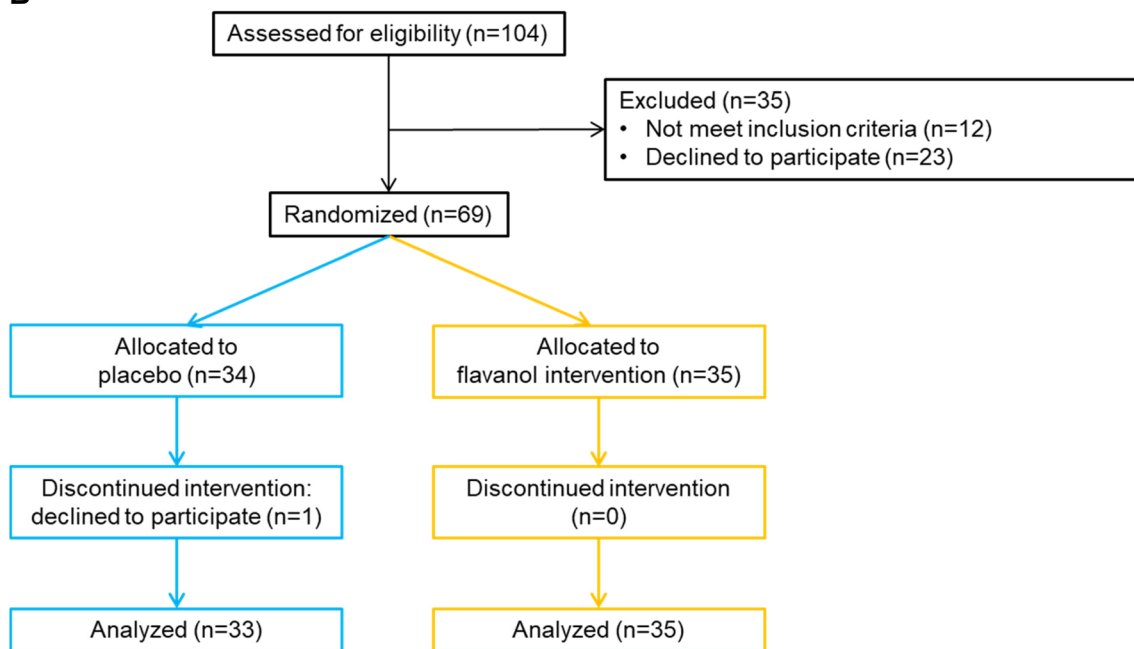 Assessed for eligibility (n=104)
Excluded (n=35)
• Not meet inclusion criteria (n=12)
• Declined to participate (n=23)
Randomized (n=69)
Allocated to
placebo (n=34)
Allocated to
flavanol intervention (n=35)
Discontinued intervention:
declined to participate (n=1)
Discontinued intervention
(n=0)
Analyzed (n=33)
Analyzed (n=35)